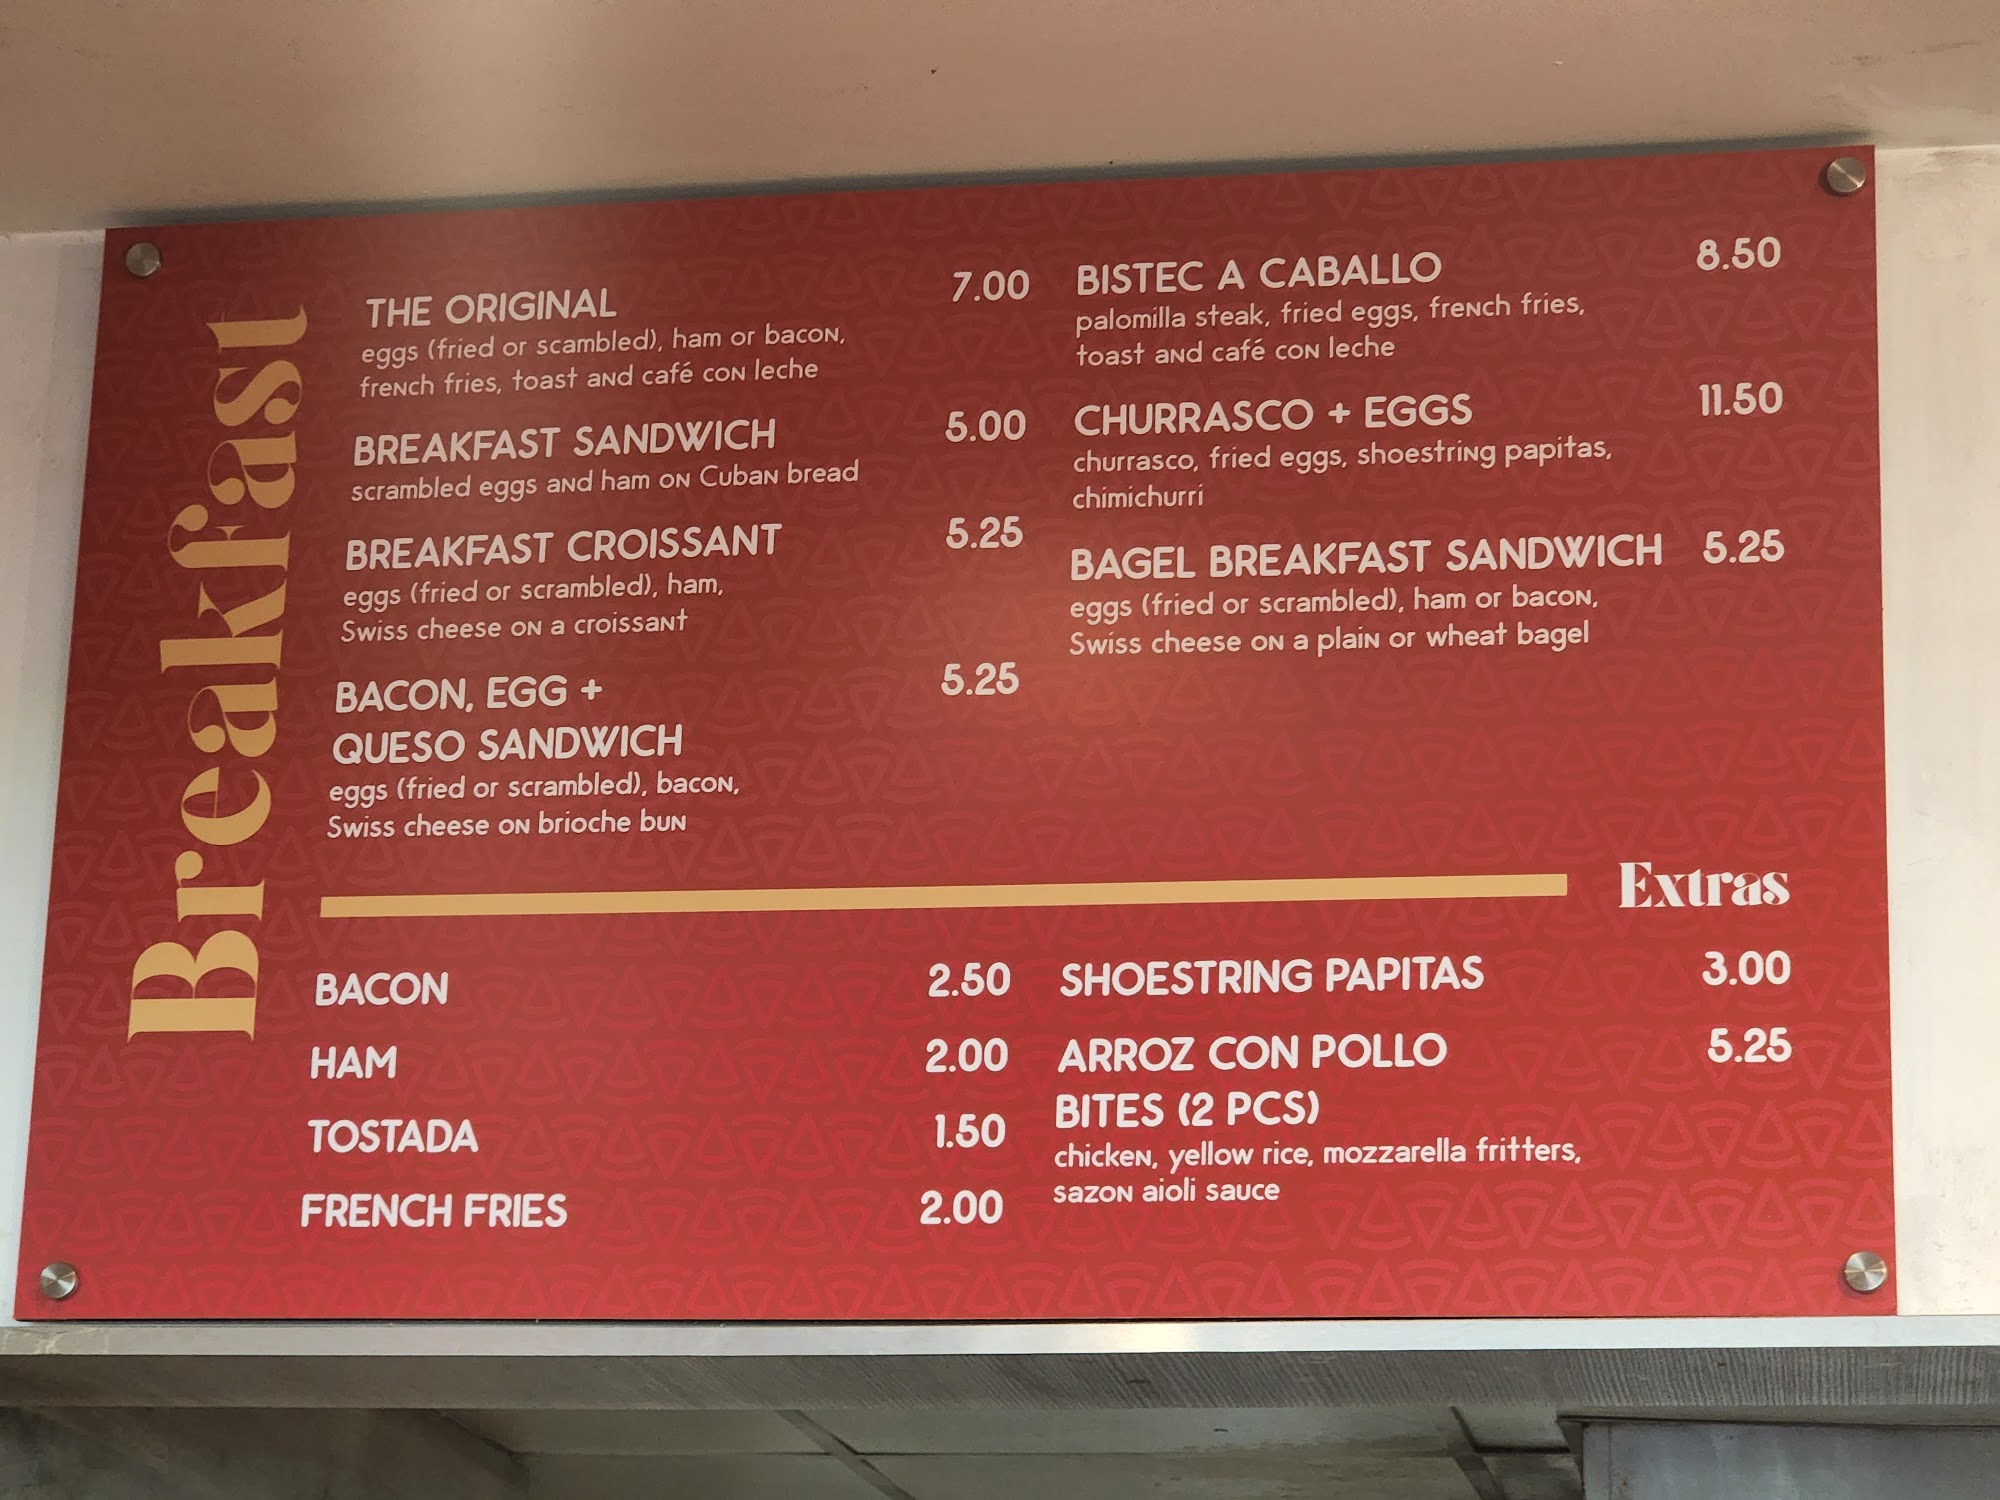 Breakfast
THE ORIGINAL 7.00
eggs (fried or scambled), ham or bacon,
french fries, toast and café con leche
BREAKFAST SANDWICH 5.00
scrambled eggs and ham on Cuban bread
BREAKFAST CROISSANT 5.25
eggs (fried or scrambled), ham,
Swiss cheese on a croissant
BACON, EGG + 5.25
QUESO SANDWICH
eggs (fried or scrambled), bacon,
Swiss cheese on brioche bun
BISTEC A CABALLO 8.50
palomilla steak, fried eggs, french fries,
toast and café con leche
CHURRASCO + EGGS 11.50
churrasco, fried eggs, shoestring papitas,
chimichurri
BAGEL BREAKFAST SANDWICH 5.25
eggs (fried or scrambled), ham or bacon,
Swiss cheese on a plain or wheat bagel
Extras
BACON 2.50
HAM 2.00
TOSTADA 1.50
FRENCH FRIES 2.00
SHOESTRING PAPITAS 3.00
ARROZ CON POLLO 5.25
BITES (2 PCS)
chicken, yellow rice, mozzarella fritters,
sazon aioli sauce